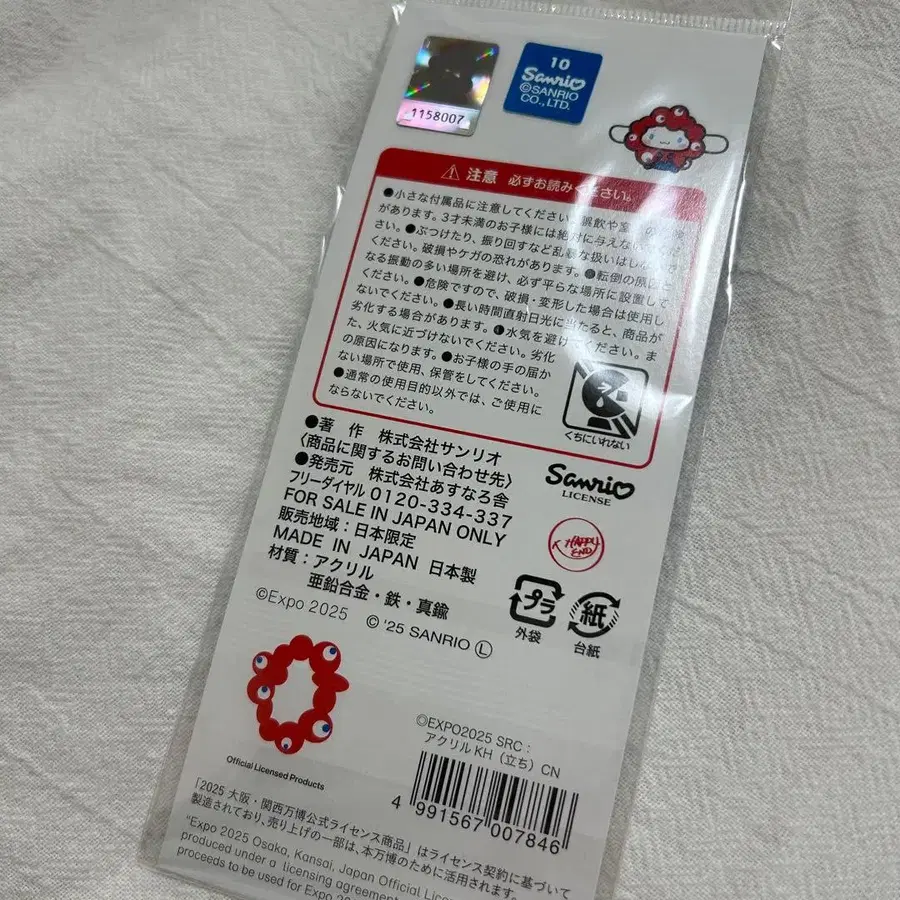 1158007
10
Sanrio
©SANRIO
CO., LTD.
注意 必ずお読みください。
●小さな付属品に注意してください。誤飲や窒
があります。3才未満のお子様には絶対に与えない
さい。●ぶつけたり、振り回すなど乱暴な扱いはしない
ください。破損やケガの恐れがあります。●転倒の原因と
なる振動の多い場所を避け、必ず平らな場所に設置して
ください。●危険ですので、破損・変形した場合は使用し
ないでください。●長い時間直射日光に当たると、商品が
劣化する場合があります。●水気を避けてください。ま
た、火気に近づけないでください。劣化
の原因になります。●お子様の手の届か
ない場所で使用、保管をしてください。
●通常の使用目的以外では、ご使用に
ならないでください。
くちにいれない
●著 作 株式会社サンリオ
〈商品に関するお問い合わせ先〉
●発売元 株式会社あすなろ舎
フリーダイヤル 0120-334-337
FOR SALE IN JAPAN ONLY
販売地域：日本限定
MADE IN JAPAN 日本製
材質：アクリル
亜鉛合金・鉄・真鍮
©Expo 2025 © '25 SANRIO Ⓛ
Sanrio
LICENSE
HAPPY
END
プラ
外袋
紙
台紙
Official Licensed Products
©EXPO2025 SRC：
アクリルKH（立ち）CN
4 991567 007846
「2025 大阪・関西万博公式ライセンス商品」はライセンス契約に基づいて
製造されており、売り上げの一部は、本万博のために活用されます。
"Expo 2025 Osaka, Kansai, Japan Official Licen
produced under a licensing agreement
proceeds to be used for Expo 2025